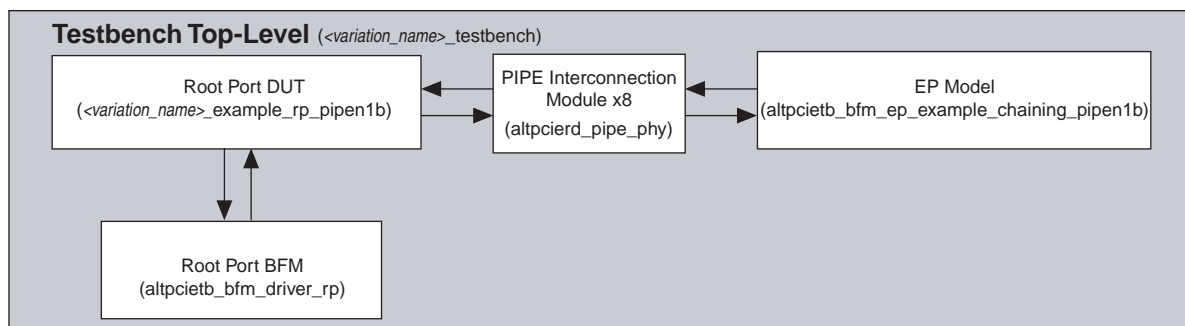 Testbench Top-Level (<variation_name>_testbench)
Root Port DUT
(<variation_name>_example_rp_pipen1b)
PIPE Interconnection
Module x8
(altpcierd_pipe_phy)
EP Model
(altpcietb_bfm_ep_example_chaining_pipen1b)
Root Port BFM
(altpcietb_bfm_driver_rp)